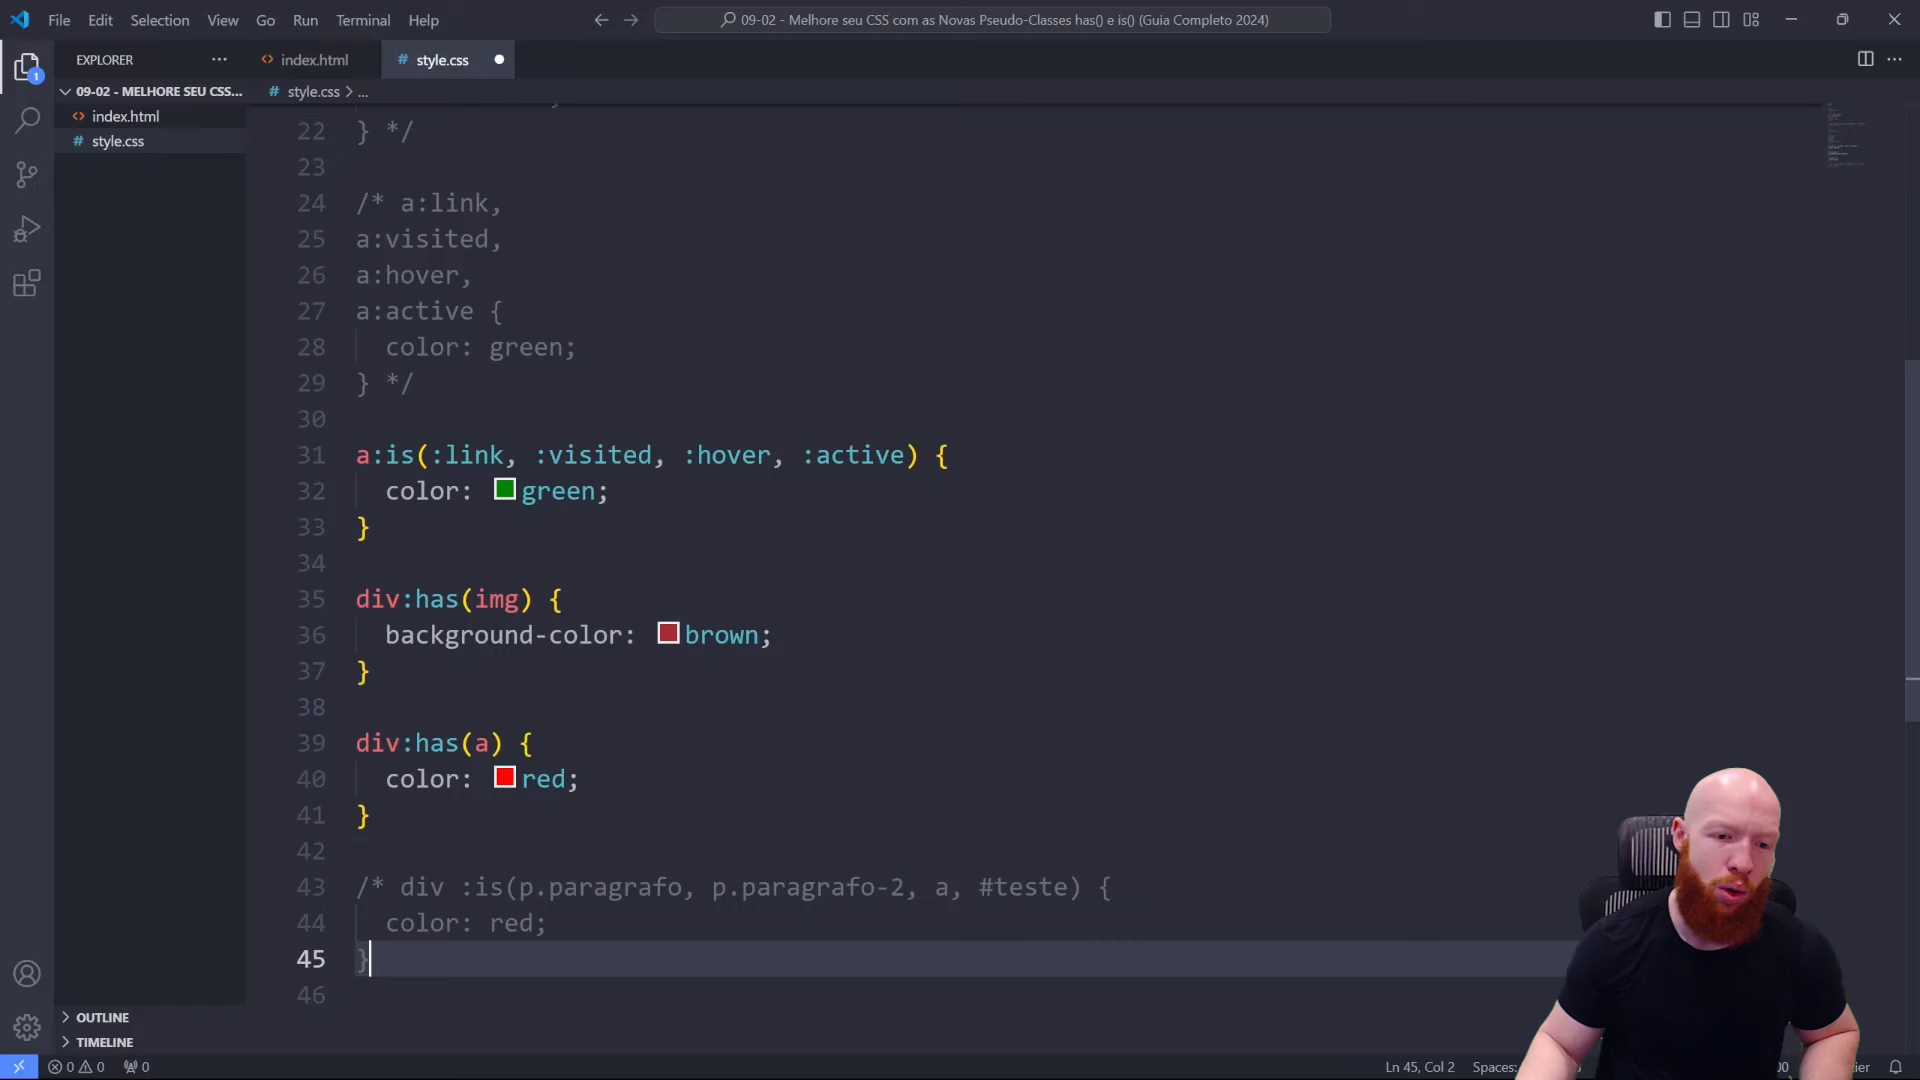 File Edit Selection View Go Run Terminal Help
09-02 - Melhore seu CSS com as Novas Pseudo-Classes has() e is() (Guia Completo 2024)
EXPLORER
index.html
style.css
1
09-02 - MELHORE SEU CSS...
style.css > ...
index.html
style.css
22 } */
23
24 /* a:link,
25 a:visited,
26 a:hover,
27 a:active {
28 color: green;
29 } */
30
31 a:is(:link, :visited, :hover, :active) {
32 color: green;
33 }
34
35 div:has(img) {
36 background-color: brown;
37 }
38
39 div:has(a) {
40 color: red;
41 }
42
43 /* div :is(p.paragrafo, p.paragrafo-2, a, #teste) {
44 color: red;
45 }
46
OUTLINE
TIMELINE
0 0 0
Ln 45, Col 2 Spaces: